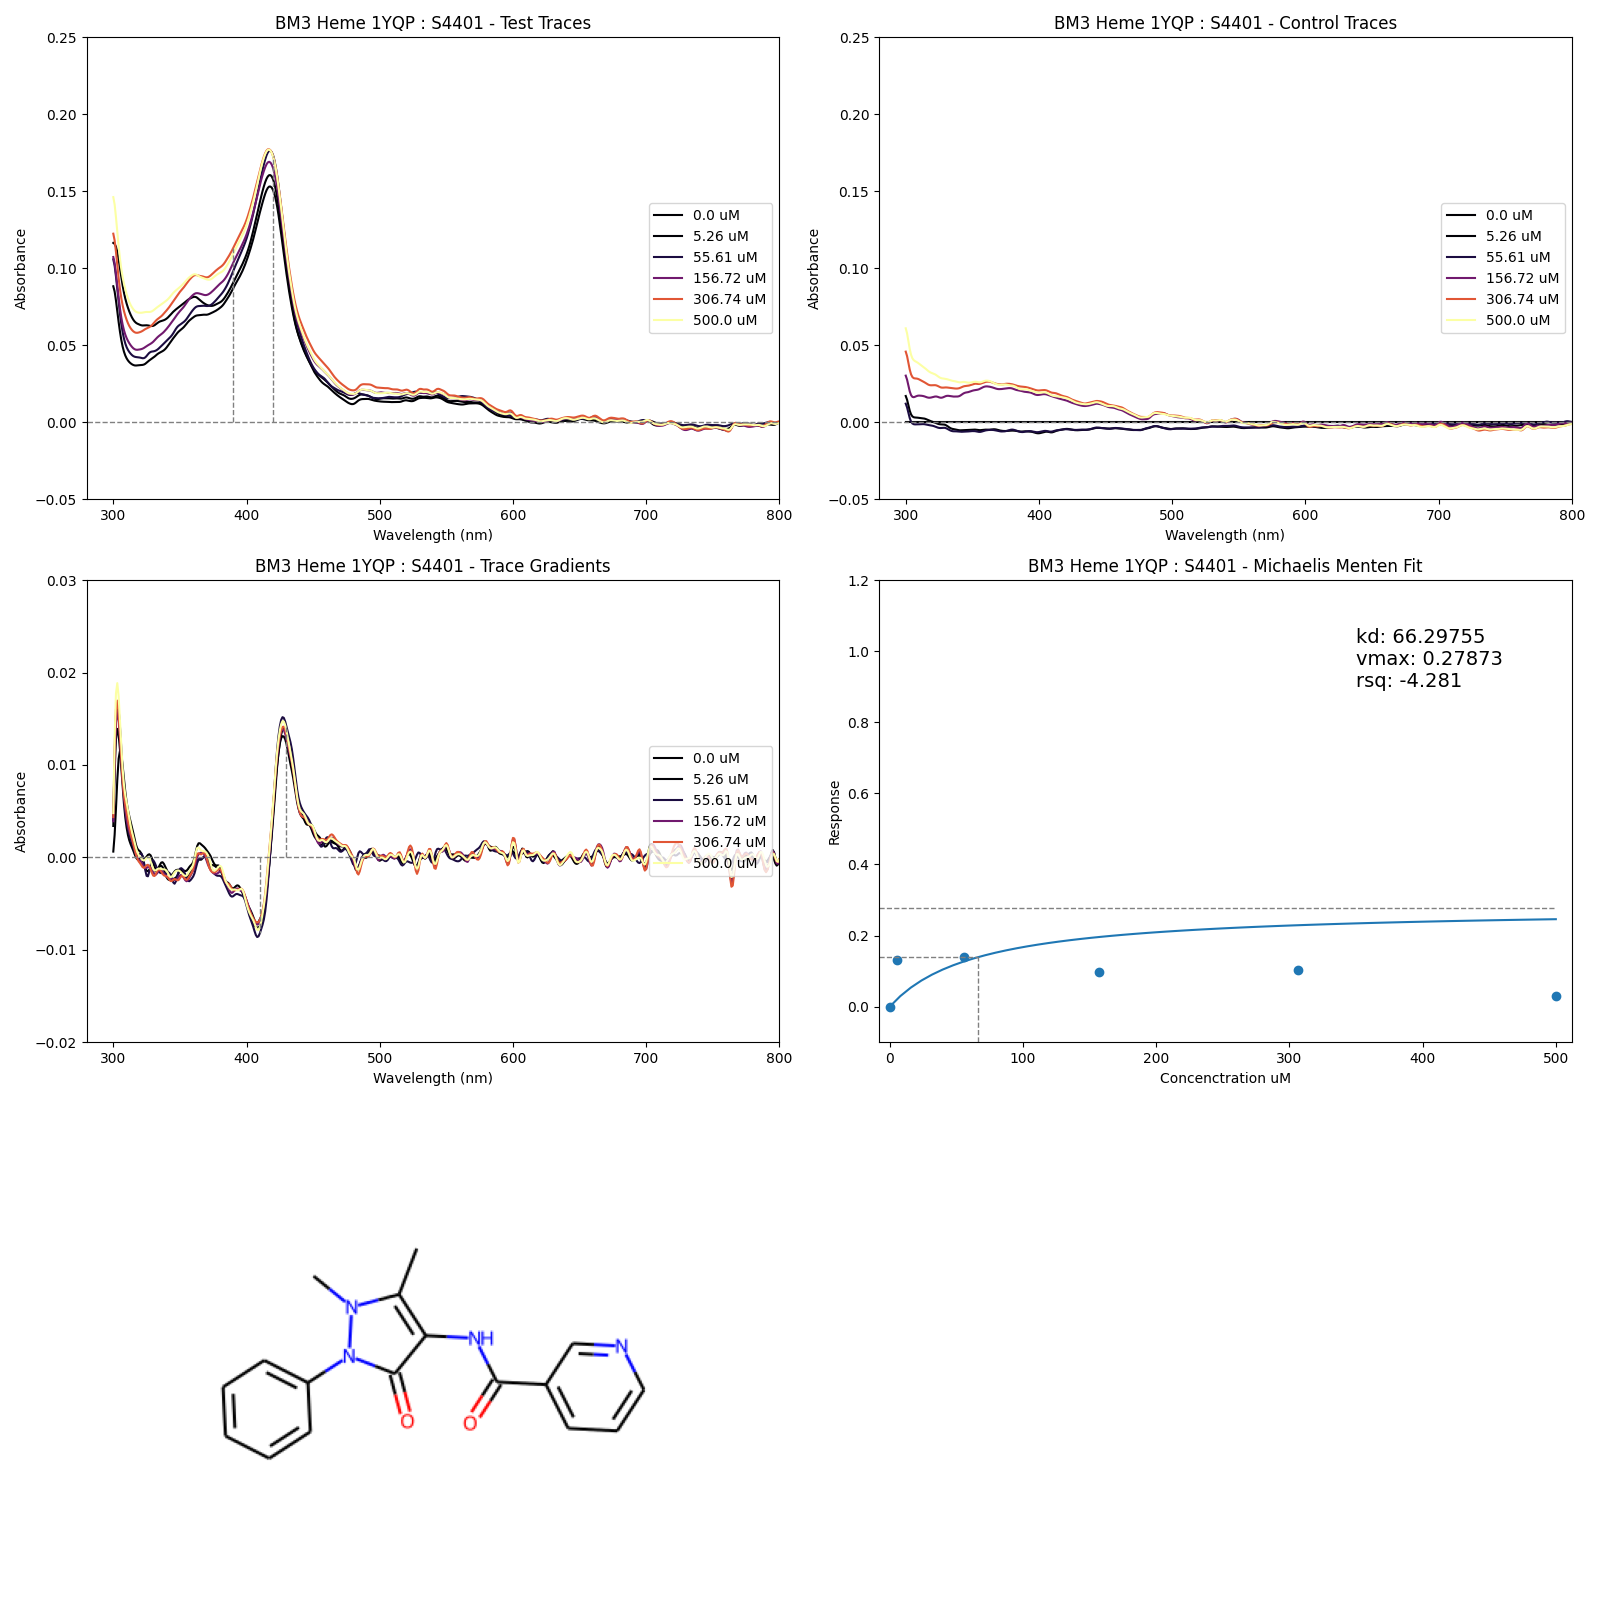 BM3 Heme 1YQP : S4401 - Test Traces
0.25
0.20
0.15
0.10
0.05
0.00
−0.05
Absorbance
300 400 500 600 700 800
Wavelength (nm)
0.0 uM
5.26 uM
55.61 uM
156.72 uM
306.74 uM
500.0 uM
BM3 Heme 1YQP : S4401 - Control Traces
0.25
0.20
0.15
0.10
0.05
0.00
−0.05
Absorbance
300 400 500 600 700 800
Wavelength (nm)
0.0 uM
5.26 uM
55.61 uM
156.72 uM
306.74 uM
500.0 uM
BM3 Heme 1YQP : S4401 - Trace Gradients
0.03
0.02
0.01
0.00
−0.01
−0.02
Absorbance
300 400 500 600 700 800
Wavelength (nm)
0.0 uM
5.26 uM
55.61 uM
156.72 uM
306.74 uM
500.0 uM
BM3 Heme 1YQP : S4401 - Michaelis Menten Fit
1.2
1.0
0.8
0.6
0.4
0.2
0.0
Response
0 100 200 300 400 500
Concenctration uM
kd: 66.29755
vmax: 0.27873
rsq: -4.281
N
N
O
NH
O
N